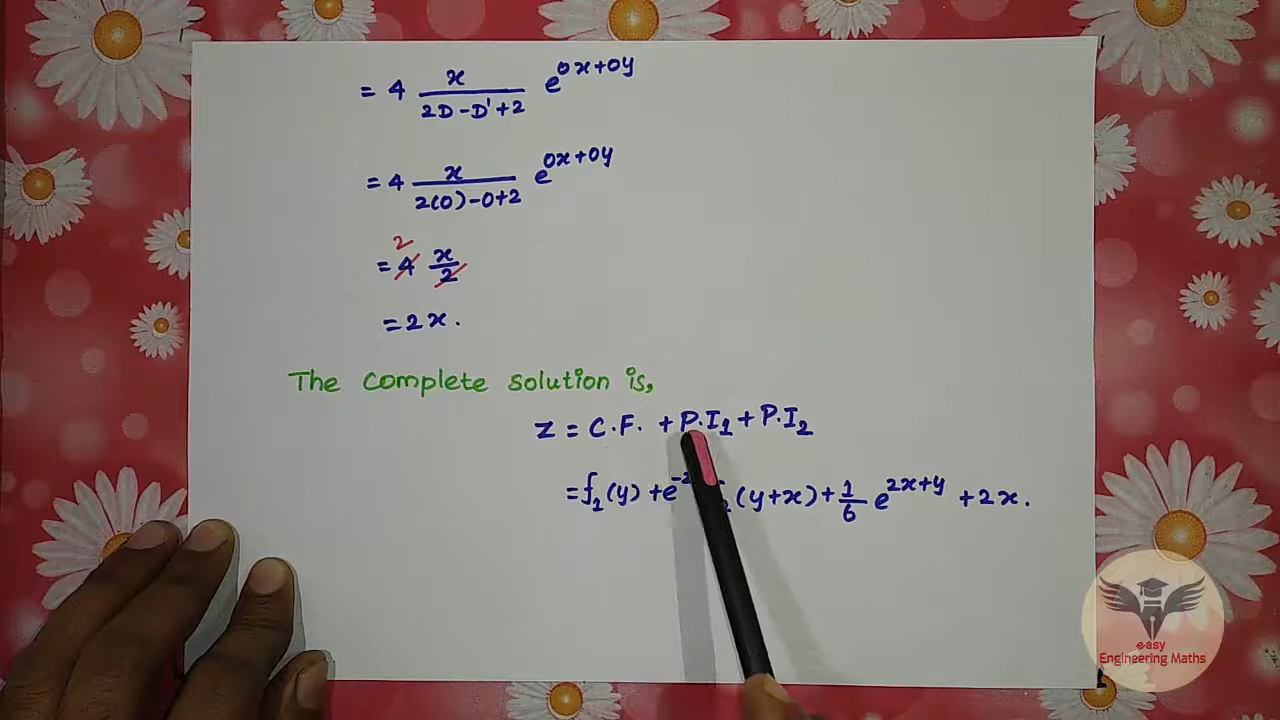 = 4 x/(2D-D'+2) e^(0x+0y)
= 4 x/(2(0)-0+2) e^(0x+0y)
2
= 4 x/2
= 2x.
The complete solution is,
z = C.F. + P.I1 + P.I2
= f1(y) + e (y+x) + 1/6 e^(2x+y) + 2x.
easy
Engineering Maths